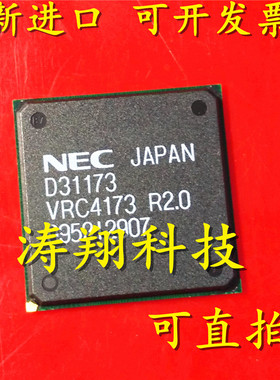 新进口 可开发票
NEC JAPAN
D31173
VRC4173 R2.0
涛翔科技
可直拍